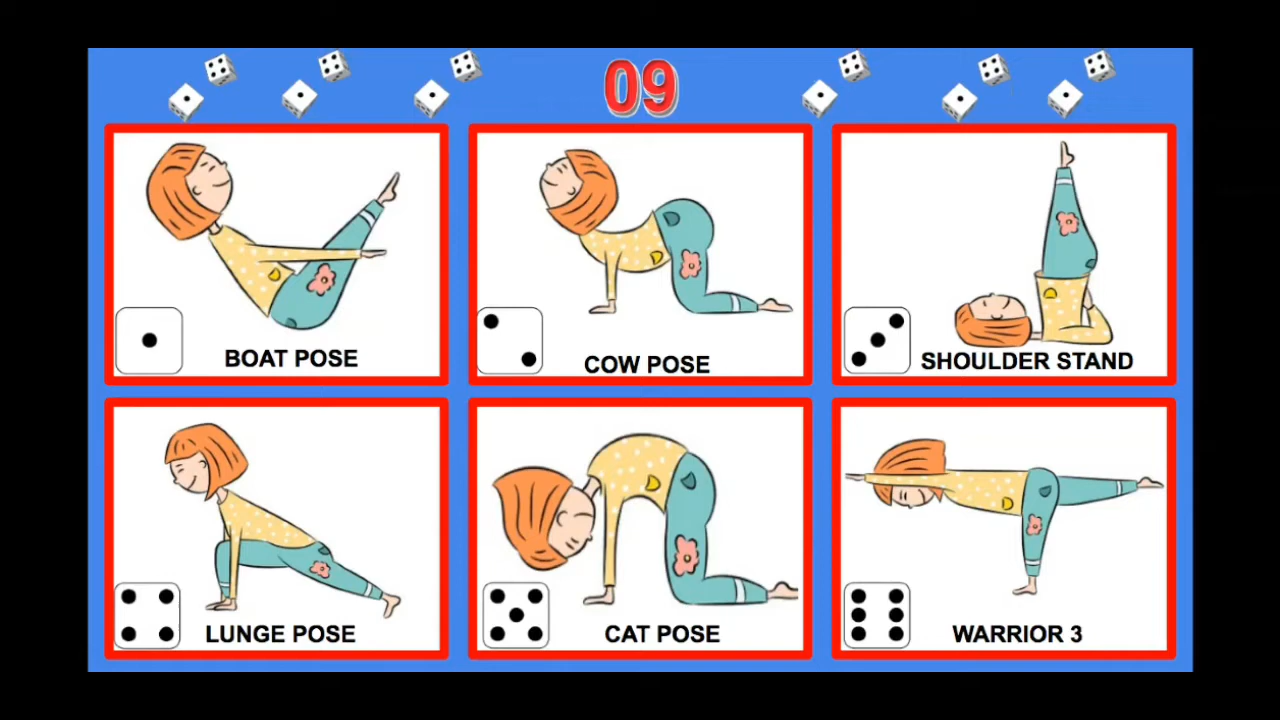 09
BOAT POSE
COW POSE
SHOULDER STAND
LUNGE POSE
CAT POSE
WARRIOR 3